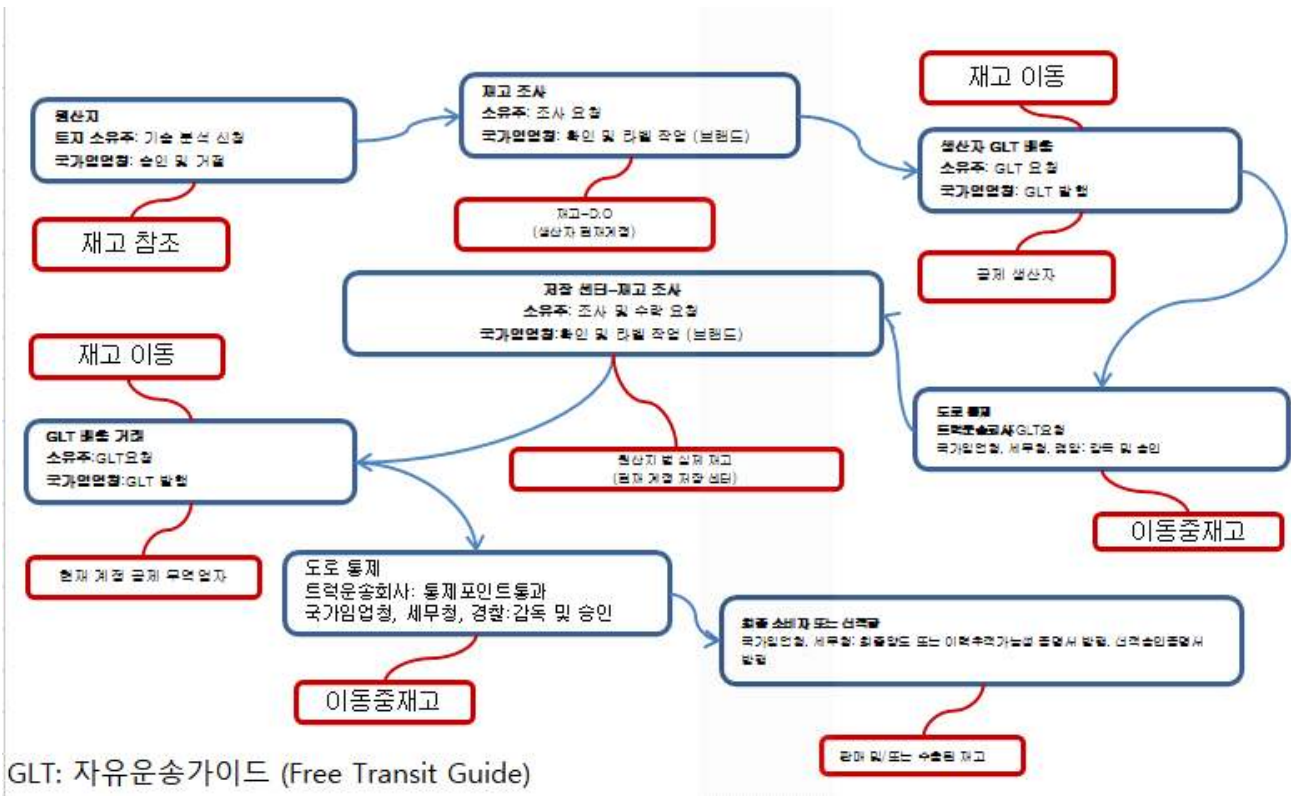 원산지
토지 소유주: 기술 분석 신청
국가임업청: 승인 및 거절
재고 참조
재고 조사
소유주: 조사 요청
국가임업청: 확인 및 라벨 작업 (브랜드)
재고-D.O
(생산자 현재계정)
재고 이동
생산자 GLT 배출
소유주: GLT 요청
국가임업청: GLT 발행
공제 생산자
도로 통제
트럭운송회사:GLT요청
국가임업청, 세무청, 경찰: 감독 및 승인
이동중재고
저장 센터-재고 조사
소유주: 조사 및 수락 요청
국가임업청:확인 및 라벨 작업 (브랜드)
원산지 별 실제 재고
(현재 계정 저장 센터)
재고 이동
GLT 배출 거래
소유주:GLT요청
국가임업청:GLT 발행
현재 계정 공제 무역업자
도로 통제
트럭운송회사: 통제포인트통과
국가임업청, 세무청, 경찰:감독 및 승인
이동중재고
최종 소비자 또는 선적글
국가임업청, 세무청: 최종양도 또는 이력추적가능성 증명서 발행, 선적승인증명서
발행
판매 및/또는 수출된 재고
GLT: 자유운송가이드 (Free Transit Guide)